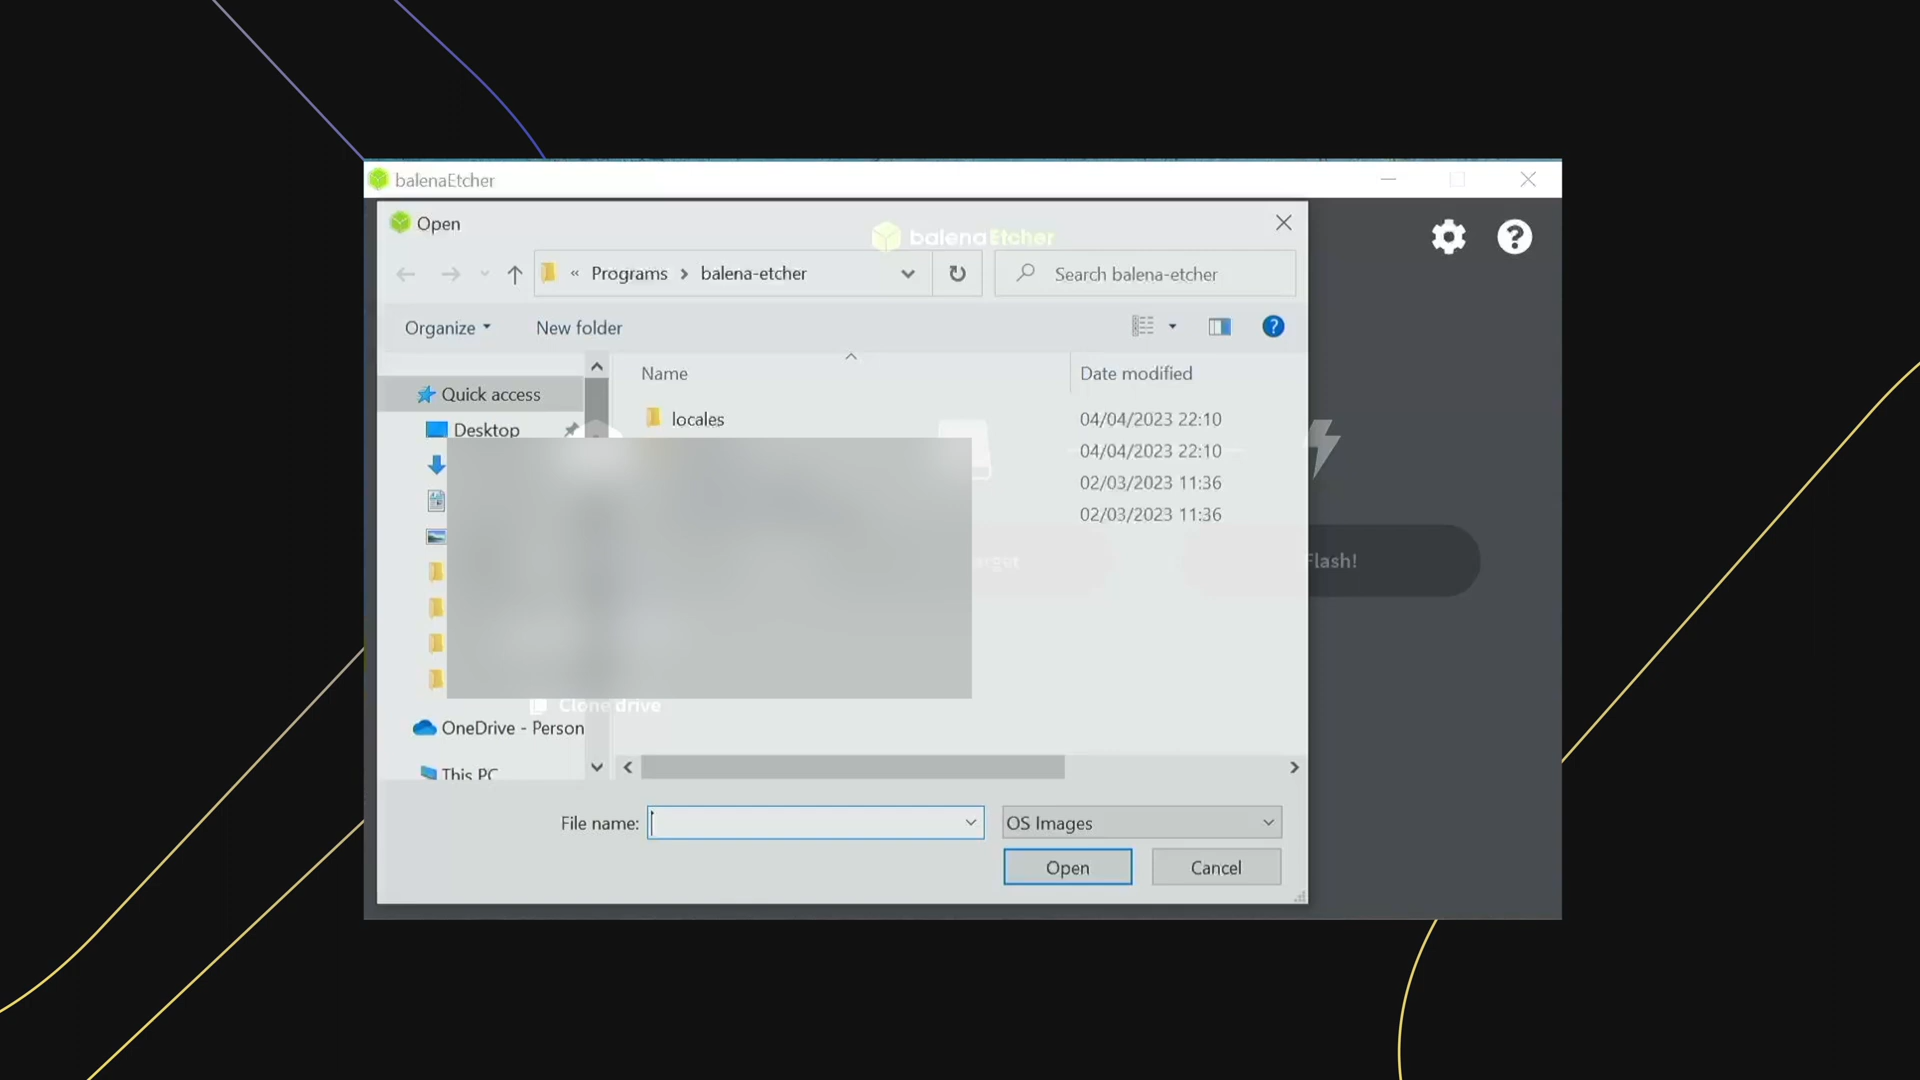 balenaEtcher
Open
balenaEtcher
« Programs > balena-etcher
Search balena-etcher
Organize
New folder
Name
Date modified
Quick access
locales
04/04/2023 22:10
Desktop
04/04/2023 22:10
02/03/2023 11:36
02/03/2023 11:36
Flash!
Clone drive
OneDrive - Person
This PC
File name:
OS Images
Open
Cancel